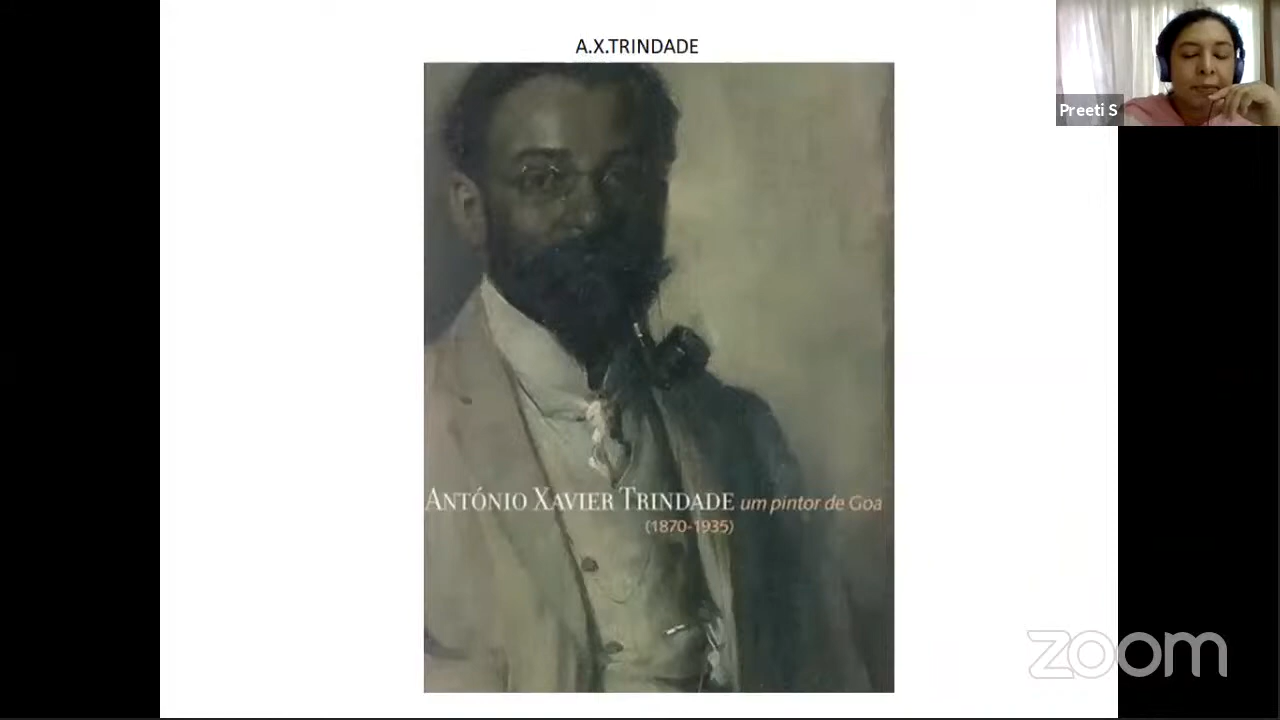 A.X.TRINDADE
Preeti S
ANTÓNIO XAVIER TRINDADE um pintor de Goa
(1870-1935)
zoom